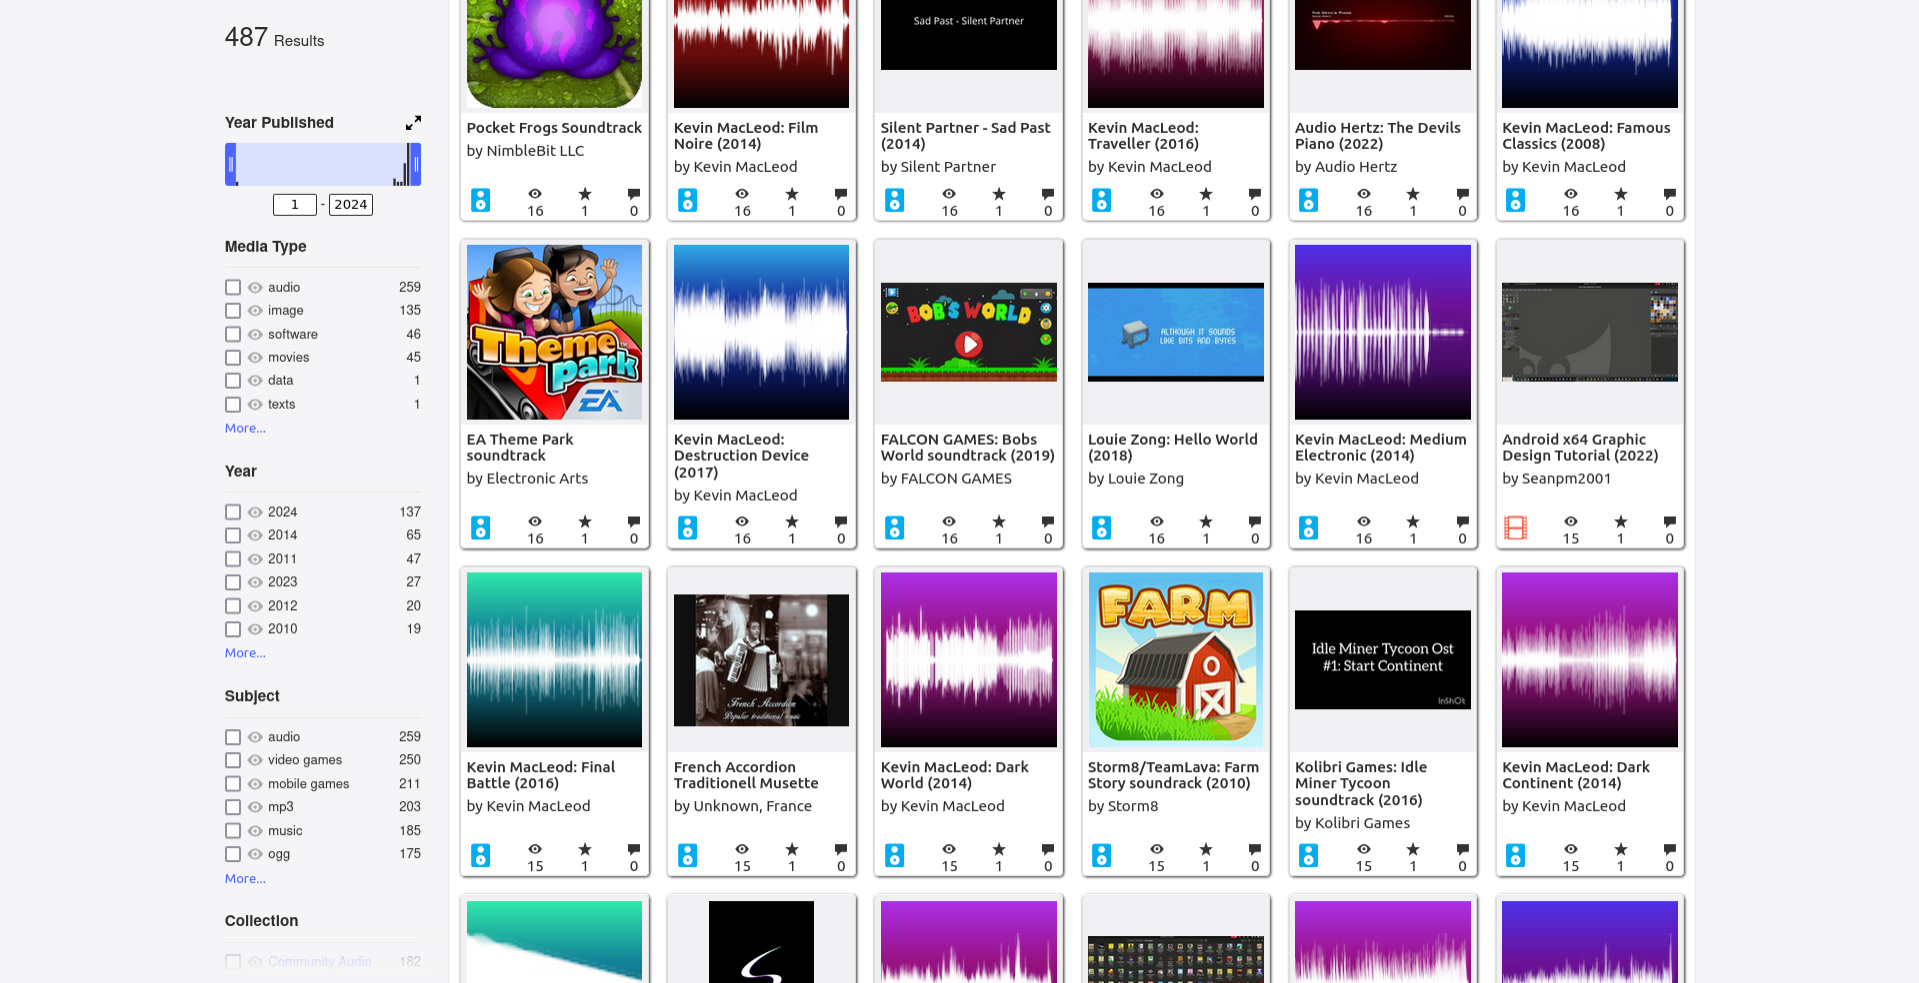 487 Results
Year Published
1 - 2024
Media Type
audio 259
image 135
software 46
movies 45
data 1
texts 1
More...
Year
2024 137
2014 65
2011 47
2023 27
2012 20
2010 19
More...
Subject
audio 259
video games 250
mobile games 211
mp3 203
music 185
ogg 175
More...
Collection
Community Audio 182
Pocket Frogs Soundtrack
by NimbleBit LLC
16 1 0
Kevin MacLeod: Film
Noire (2014)
by Kevin MacLeod
16 1 0
Sad Past - Silent Partner
Silent Partner - Sad Past
(2014)
by Silent Partner
16 1 0
Kevin MacLeod:
Traveller (2016)
by Kevin MacLeod
16 1 0
Audio Hertz: The Devils
Piano (2022)
by Audio Hertz
16 1 0
Kevin MacLeod: Famous
Classics (2008)
by Kevin MacLeod
16 1 0
Theme
park
EA
EA Theme Park
soundtrack
by Electronic Arts
16 1 0
Kevin MacLeod:
Destruction Device
(2017)
by Kevin MacLeod
16 1 0
BOB'S WORLD
FALCON GAMES: Bobs
World soundtrack (2019)
by FALCON GAMES
16 1 0
ALTHOUGH IT SOUNDS
LIKE BITS AND BYTES
Louie Zong: Hello World
(2018)
by Louie Zong
16 1 0
Kevin MacLeod: Medium
Electronic (2014)
by Kevin MacLeod
16 1 0
Android x64 Graphic
Design Tutorial (2022)
by Seanpm2001
15 1 0
Kevin MacLeod: Final
Battle (2016)
by Kevin MacLeod
15 1 0
French Accordion
Popular traditional music
French Accordion
Traditionell Musette
by Unknown, France
15 1 0
Kevin MacLeod: Dark
World (2014)
by Kevin MacLeod
15 1 0
FARM
Storm8/TeamLava: Farm
Story soundrack (2010)
by Storm8
15 1 0
Idle Miner Tycoon Ost
#1: Start Continent
InShOt
Kolibri Games: Idle
Miner Tycoon
soundtrack (2016)
by Kolibri Games
15 1 0
Kevin MacLeod: Dark
Continent (2014)
by Kevin MacLeod
15 1 0